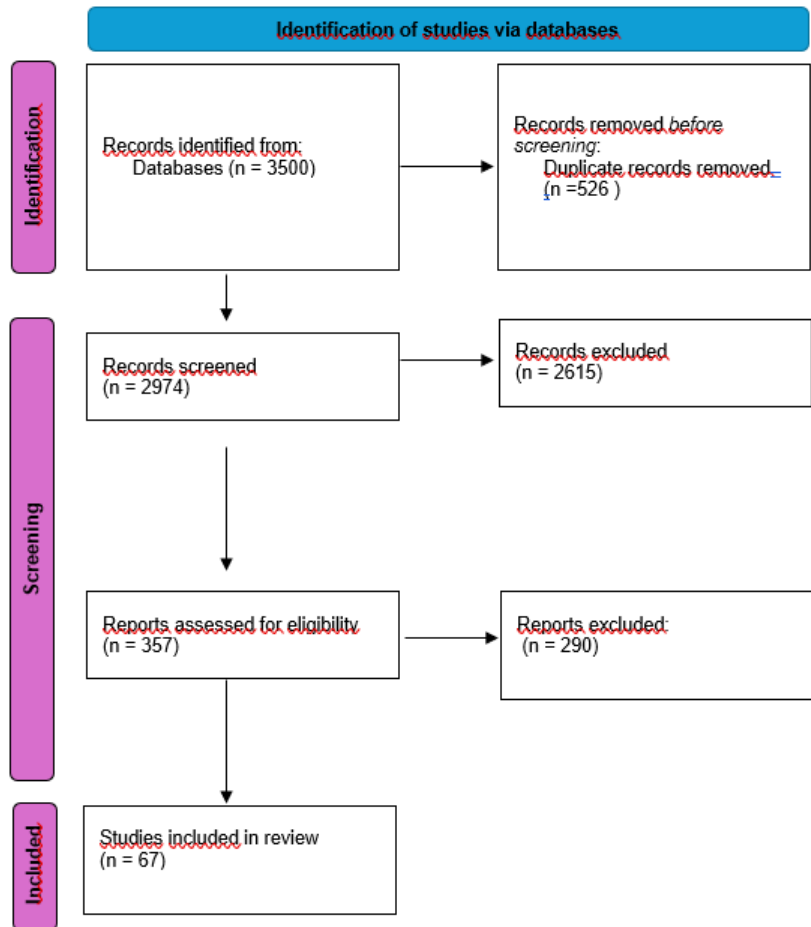 Identification of studies via databases
Identification
Records identified from:
Databases (n = 3500)
Records removed before
screening:
Duplicate records removed
(n =526 )
Screening
Records screened
(n = 2974)
Records excluded
(n = 2615)
Reports assessed for eligibility
(n = 357)
Reports excluded:
(n = 290)
Included
Studies included in review
(n = 67)